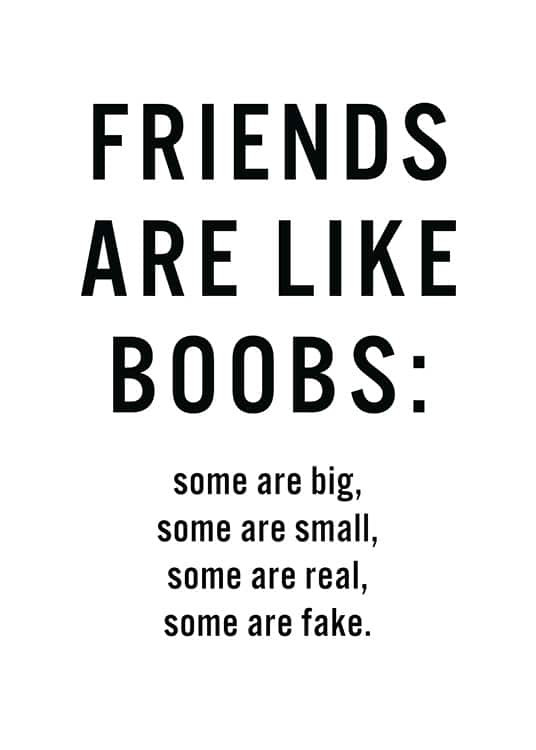 FRIENDS
ARE LIKE
BOOBS:
some are big,
some are small,
some are real,
some are fake.